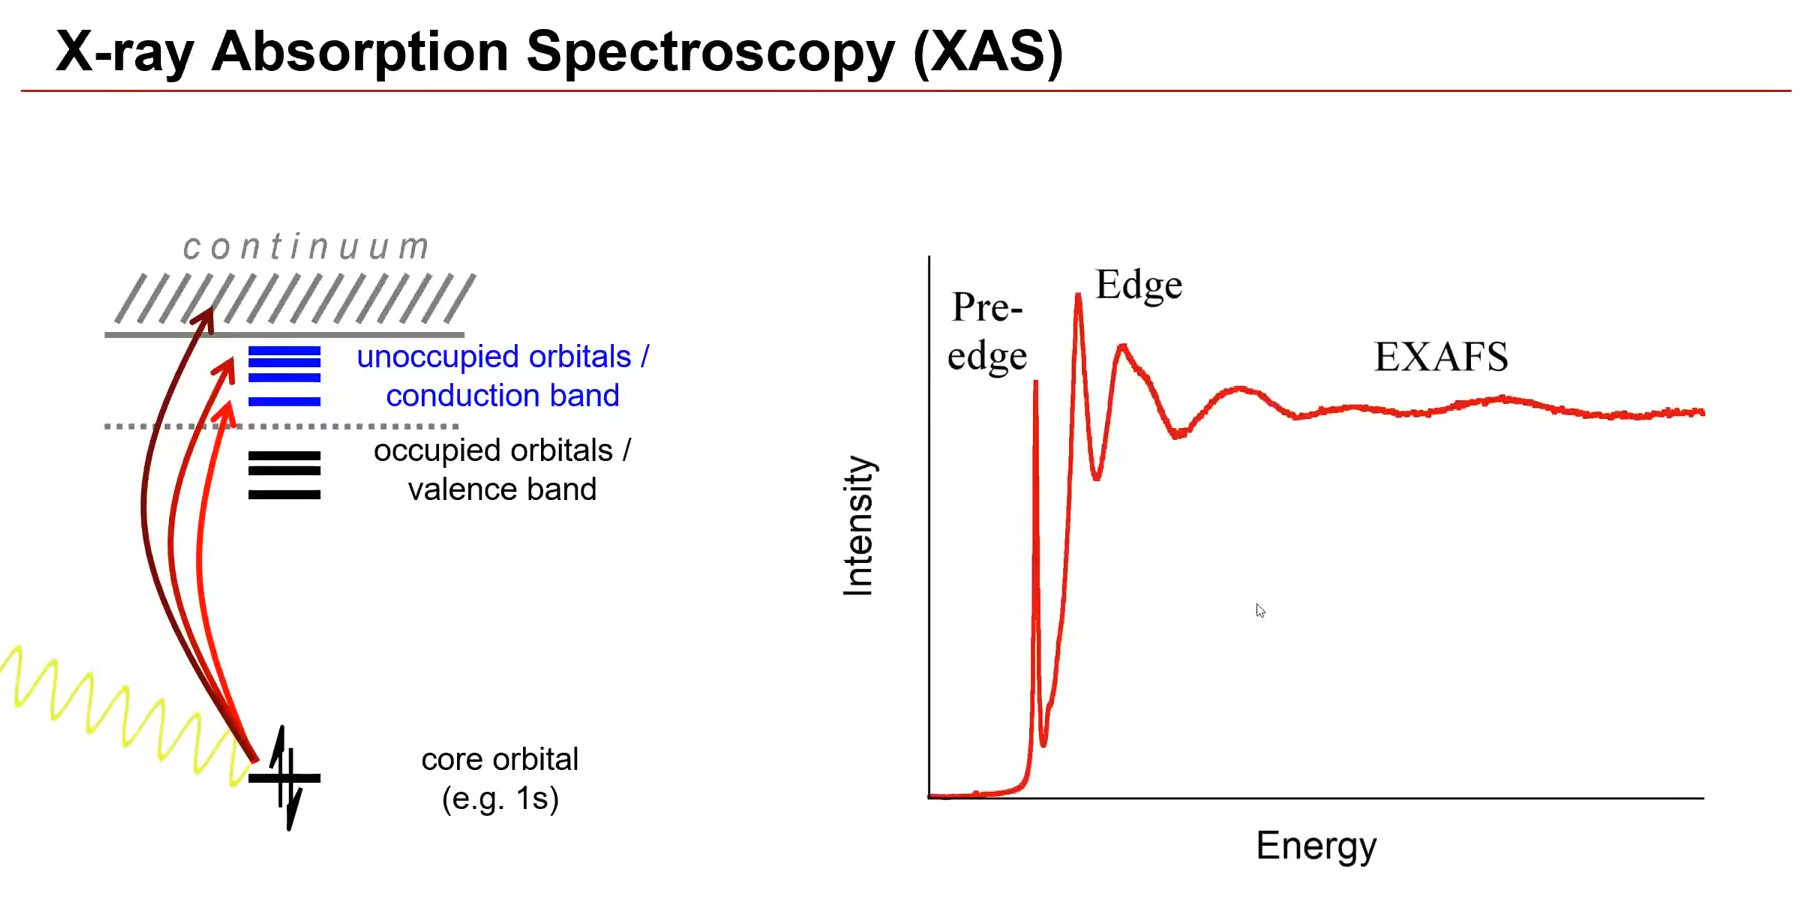 X-ray Absorption Spectroscopy (XAS)
continuum
unoccupied orbitals /
conduction band
occupied orbitals /
valence band
core orbital
(e.g. 1s)
Pre-
edge
Edge
EXAFS
Intensity
Energy